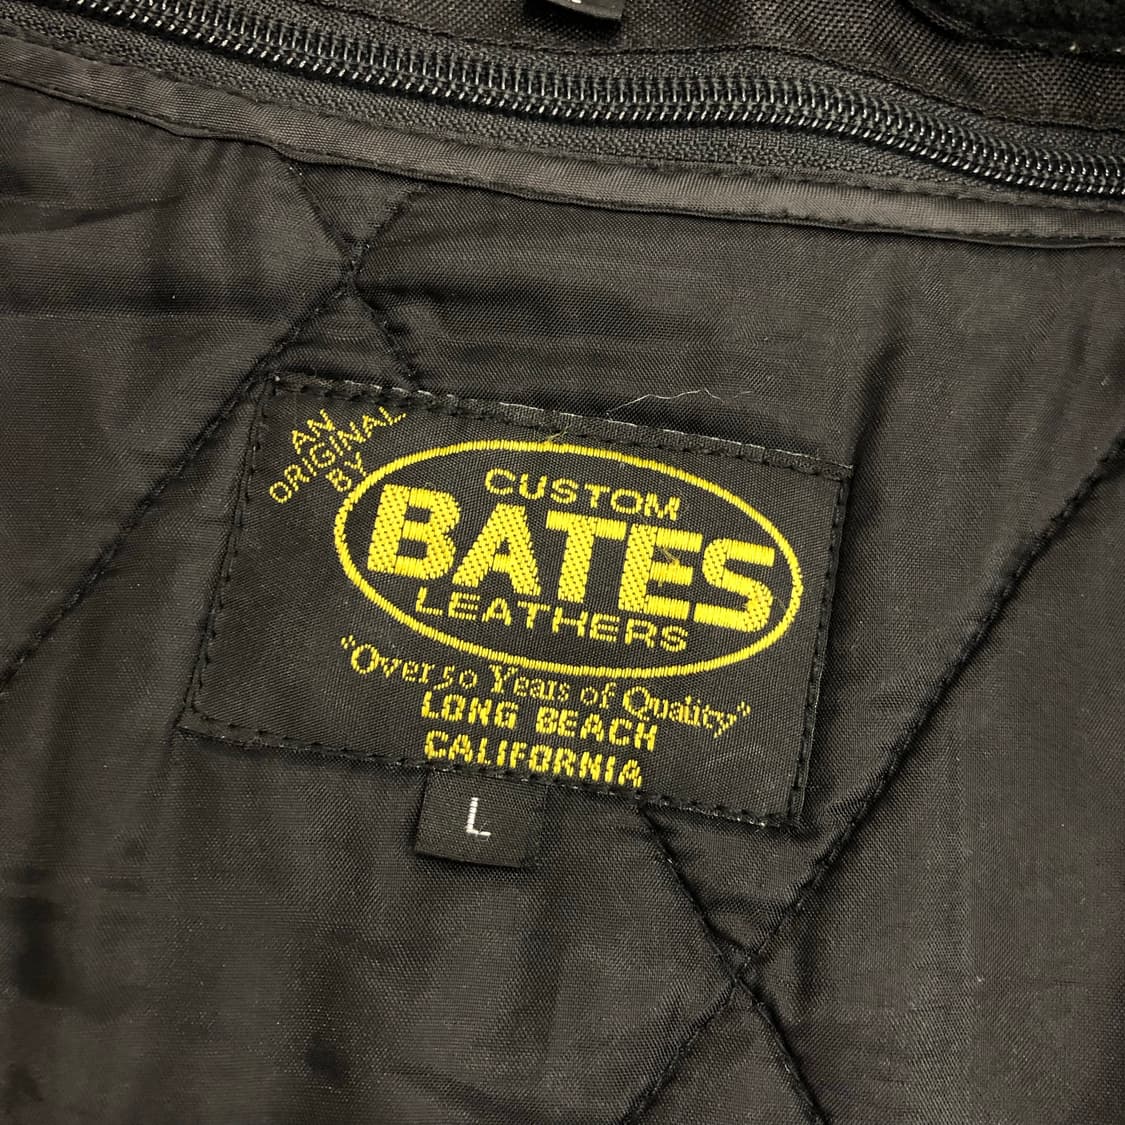 AN
ORIGINAL
BY
CUSTOM
BATES
LEATHERS
"Over 50 Years of Quality"
LONG BEACH
CALIFORNIA
L